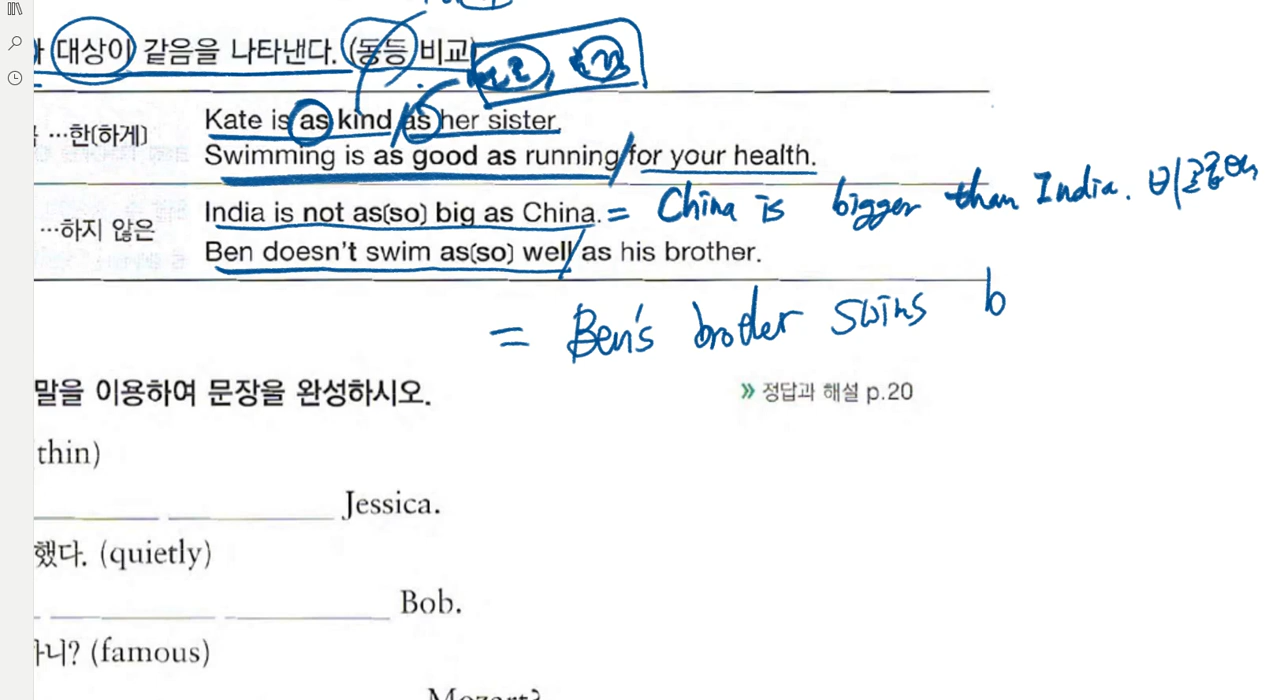 대상이 같음을 나타낸다. (동등 비교)
…한(하게)
Kate is as kind / as her sister.
Swimming is as good as running / for your health.
…하지 않은
India is not as(so) big as China. = China is bigger than India.
Ben doesn't swim as(so) well / as his brother.
= Ben's broder swims b
말을 이용하여 문장을 완성하시오.
» 정답과 해설 p.20
thin)
Jessica.
했다. (quietly)
Bob.
니? (famous)
Mozart?